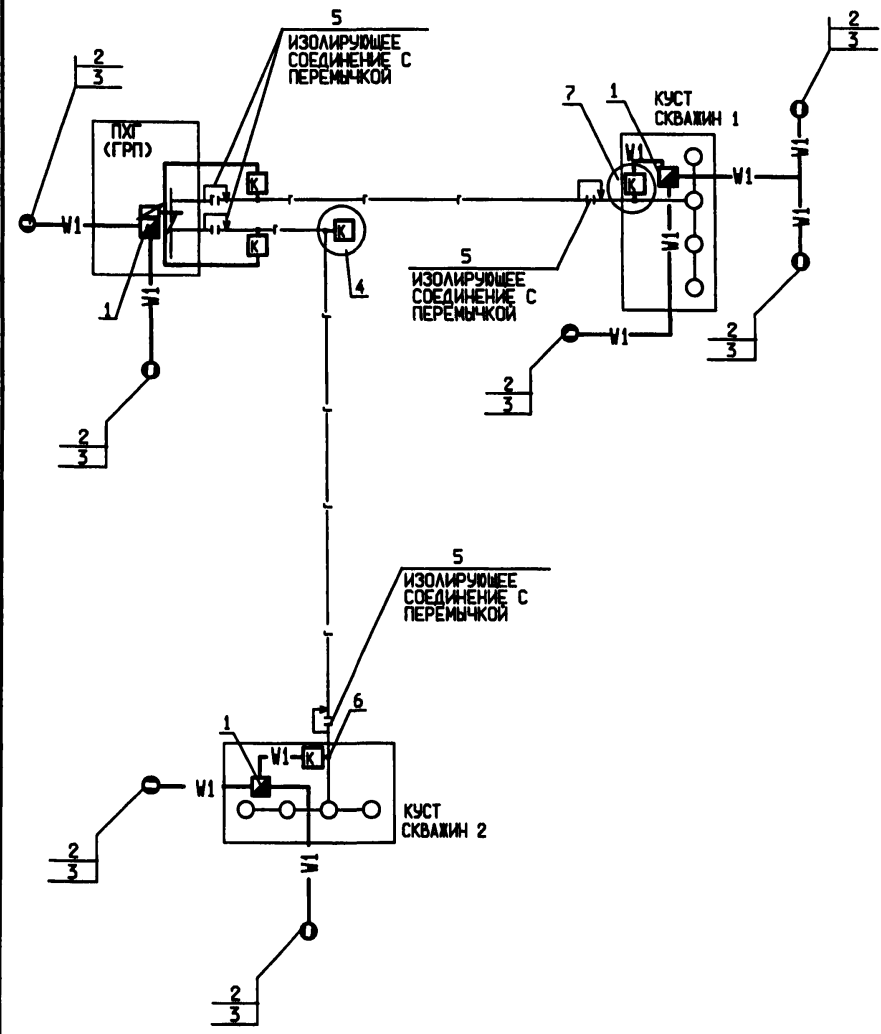 5
ИЗОЛИРУЮЩЕЕ
СОЕДИНЕНИЕ С
ПЕРЕМЫЧКОЙ
2
3
2
3
ПХГ
(ГРП)
7
1
КУСТ
СКВАЖИН 1
W1
К
W1
W1
К
г
г
г
W1
W1
К
г
К
5
ИЗОЛИРУЮЩЕЕ
СОЕДИНЕНИЕ С
ПЕРЕМЫЧКОЙ
4
W1
W1
1
W1
2
3
2
3
г
2
3
г
г
5
ИЗОЛИРУЮЩЕЕ
СОЕДИНЕНИЕ С
ПЕРЕМЫЧКОЙ
г
6
1
W1
К
W1
КУСТ
СКВАЖИН 2
2
3
W1
2
3